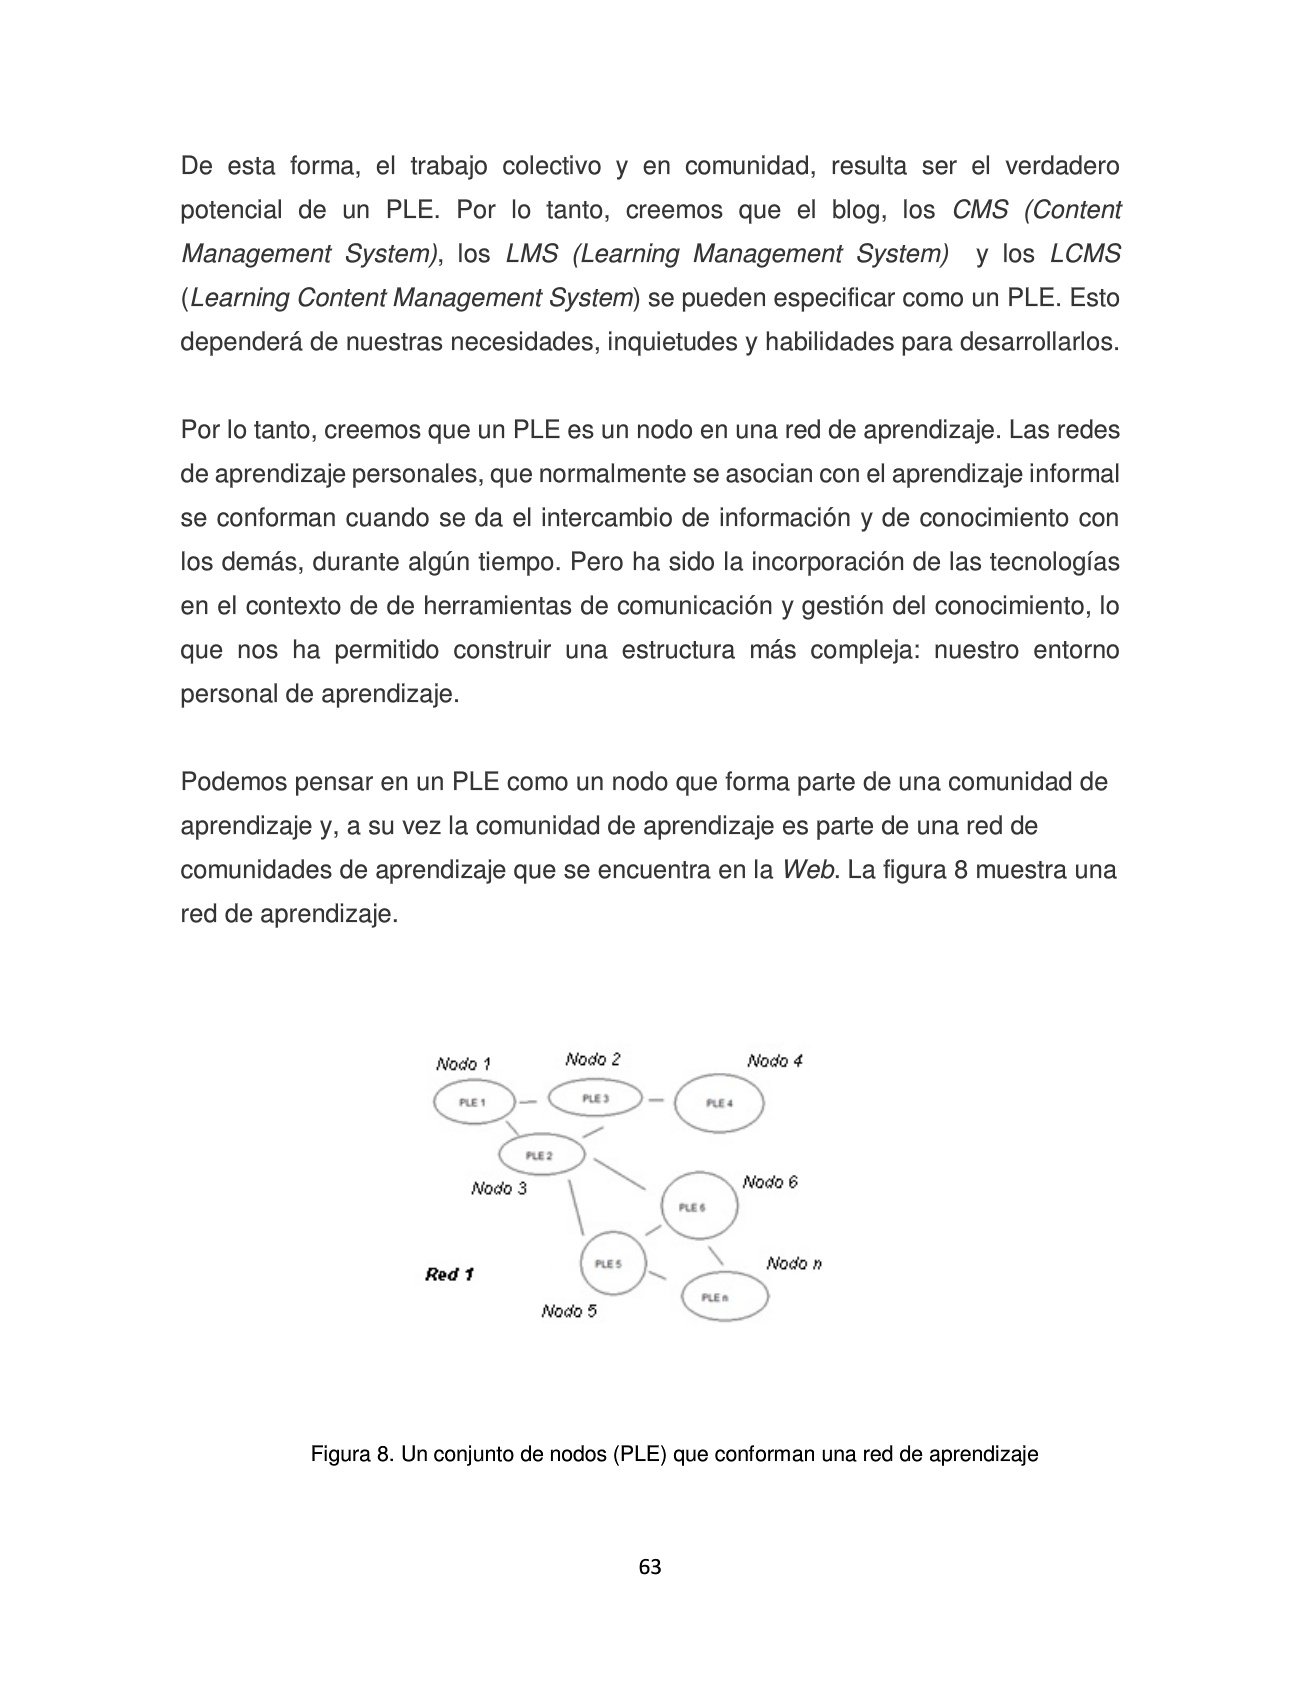 De esta forma, el trabajo colectivo y en comunidad, resulta ser el verdadero
potencial de un PLE. Por lo tanto, creemos que el blog, los CMS (Content
Management System), los LMS (Learning Management System) y los LCMS
(Learning Content Management System) se pueden especificar como un PLE. Esto
dependerá de nuestras necesidades, inquietudes y habilidades para desarrollarlos.
Por lo tanto, creemos que un PLE es un nodo en una red de aprendizaje. Las redes
de aprendizaje personales, que normalmente se asocian con el aprendizaje informal
se conforman cuando se da el intercambio de información y de conocimiento con
los demás, durante algún tiempo. Pero ha sido la incorporación de las tecnologías
en el contexto de de herramientas de comunicación y gestión del conocimiento, lo
que nos ha permitido construir una estructura más compleja: nuestro entorno
personal de aprendizaje.
Podemos pensar en un PLE como un nodo que forma parte de una comunidad de
aprendizaje y, a su vez la comunidad de aprendizaje es parte de una red de
comunidades de aprendizaje que se encuentra en la Web. La figura 8 muestra una
red de aprendizaje.
Nodo 1 Nodo 2 Nodo 4
PLE 1 PLE 3 PLE 4
PLE 2
Nodo 3 Nodo 6
PLE 6
PLE 5 Nodo n
Red 1
PLE n
Nodo 5
Figura 8. Un conjunto de nodos (PLE) que conforman una red de aprendizaje
63